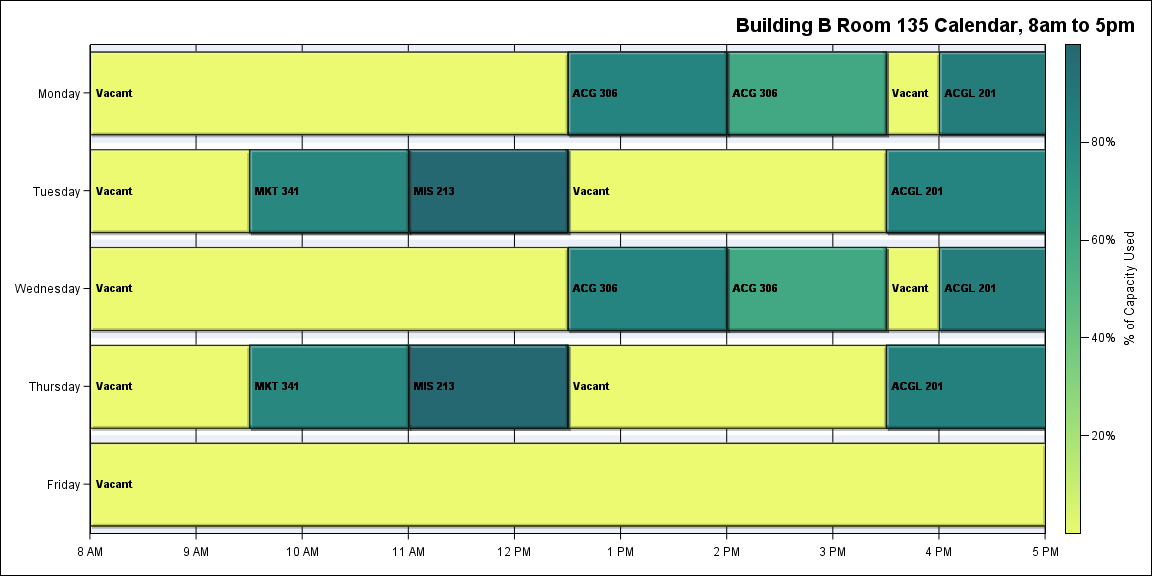 Building B Room 135 Calendar, 8am to 5pm
Monday
Vacant
ACG 306
ACG 306
Vacant
ACGL 201
Tuesday
Vacant
MKT 341
MIS 213
Vacant
ACGL 201
Wednesday
Vacant
ACG 306
ACG 306
Vacant
ACGL 201
Thursday
Vacant
MKT 341
MIS 213
Vacant
ACGL 201
Friday
Vacant
8 AM
9 AM
10 AM
11 AM
12 PM
1 PM
2 PM
3 PM
4 PM
5 PM
80%
60%
40%
20%
% of Capacity Used